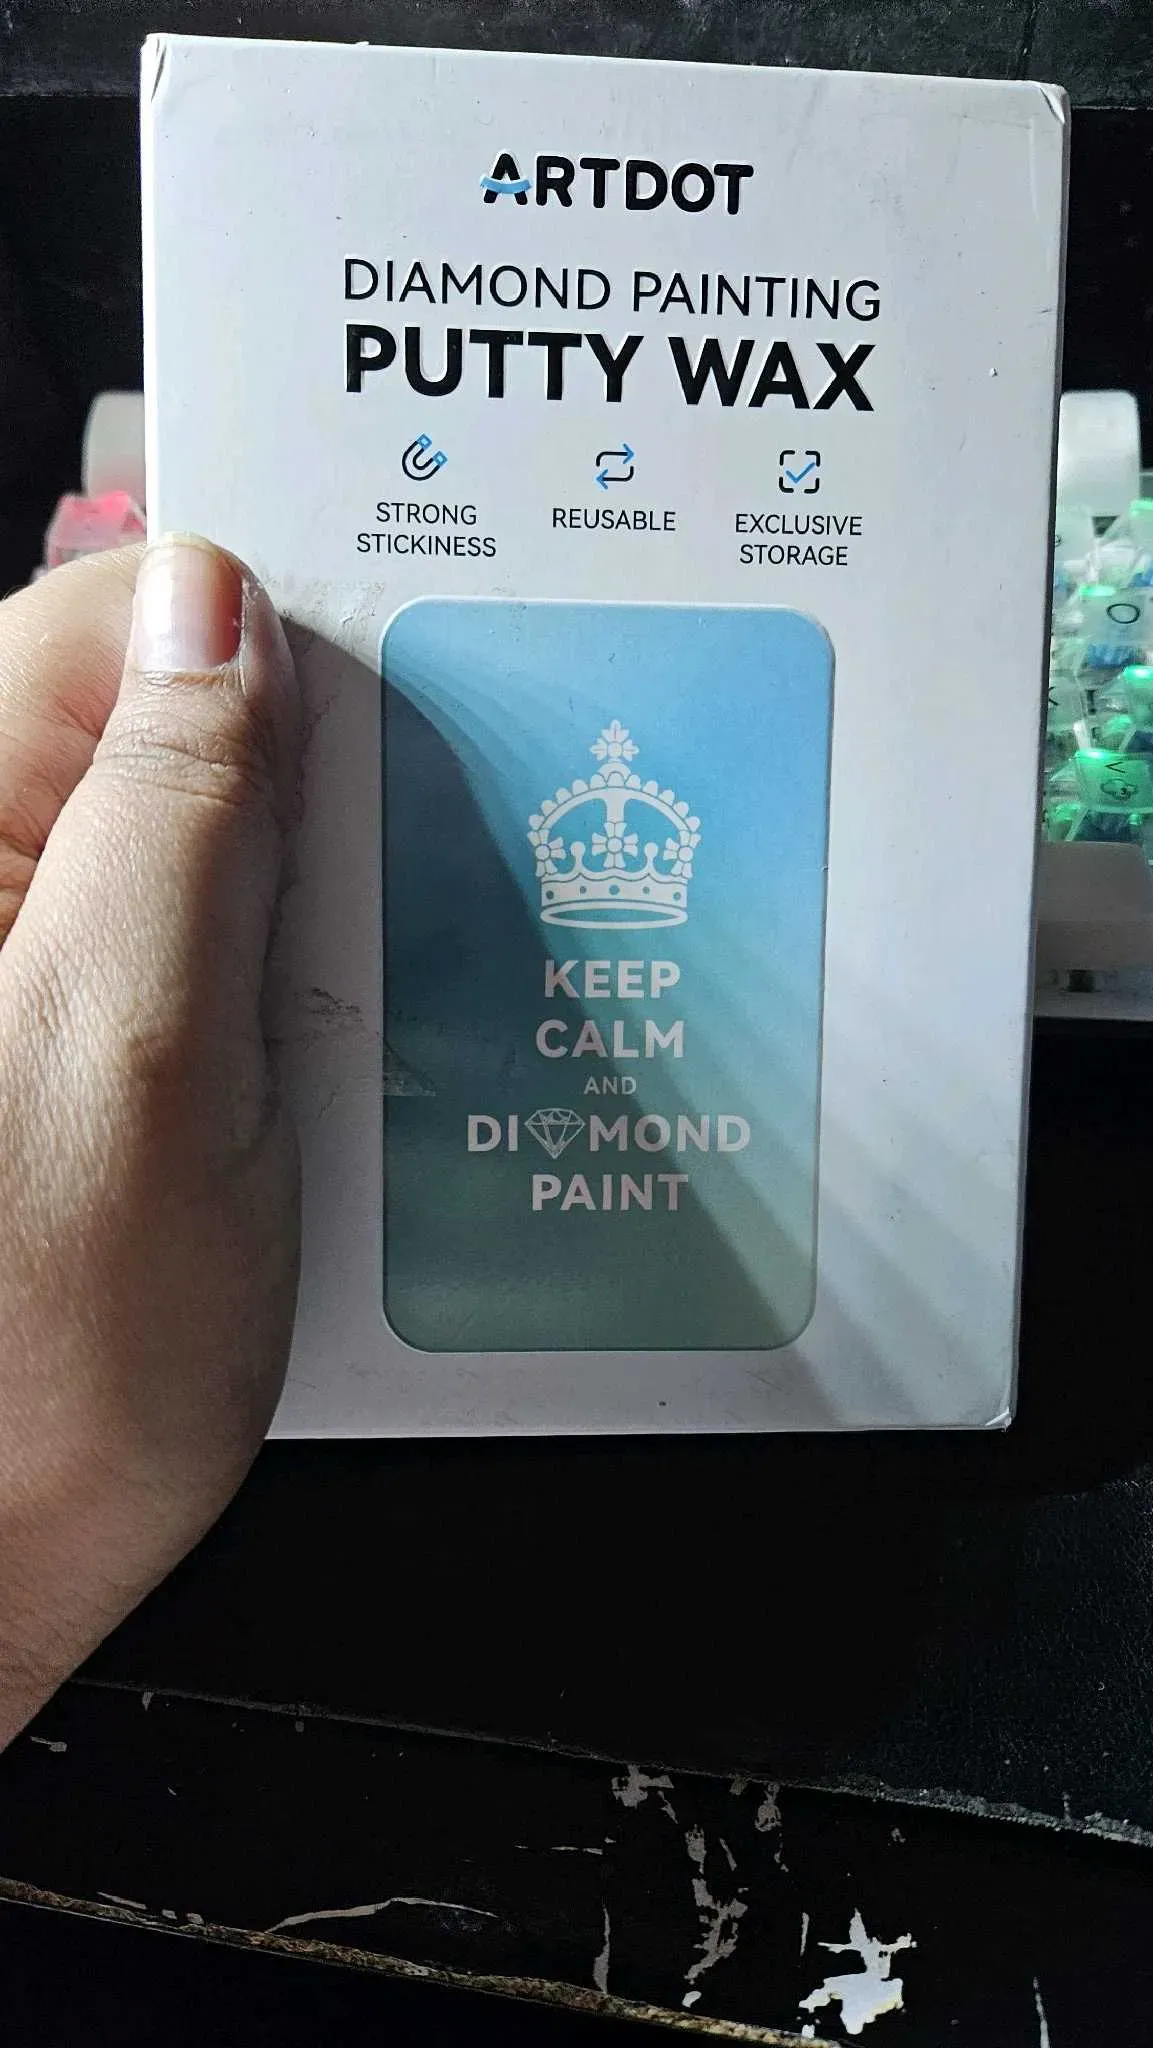 ARTDOT
DIAMOND PAINTING
PUTTY WAX
STRONG
STICKINESS
REUSABLE
EXCLUSIVE
STORAGE
KEEP
CALM
AND
DIAMOND
PAINT